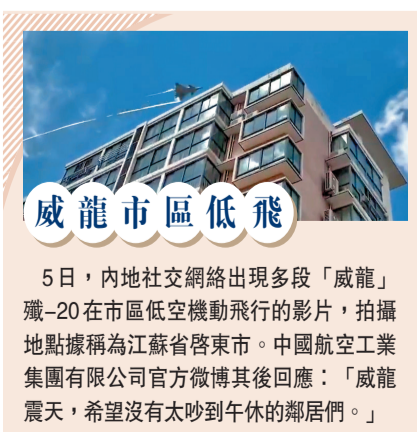 威龍市區低飛
5日，內地社交網絡出現多段「威龍」
殲–20在市區低空機動飛行的影片，拍攝
地點據稱為江蘇省啓東市。中國航空工業
集團有限公司官方微博其後回應：「威龍
震天，希望沒有太吵到午休的鄰居們。」